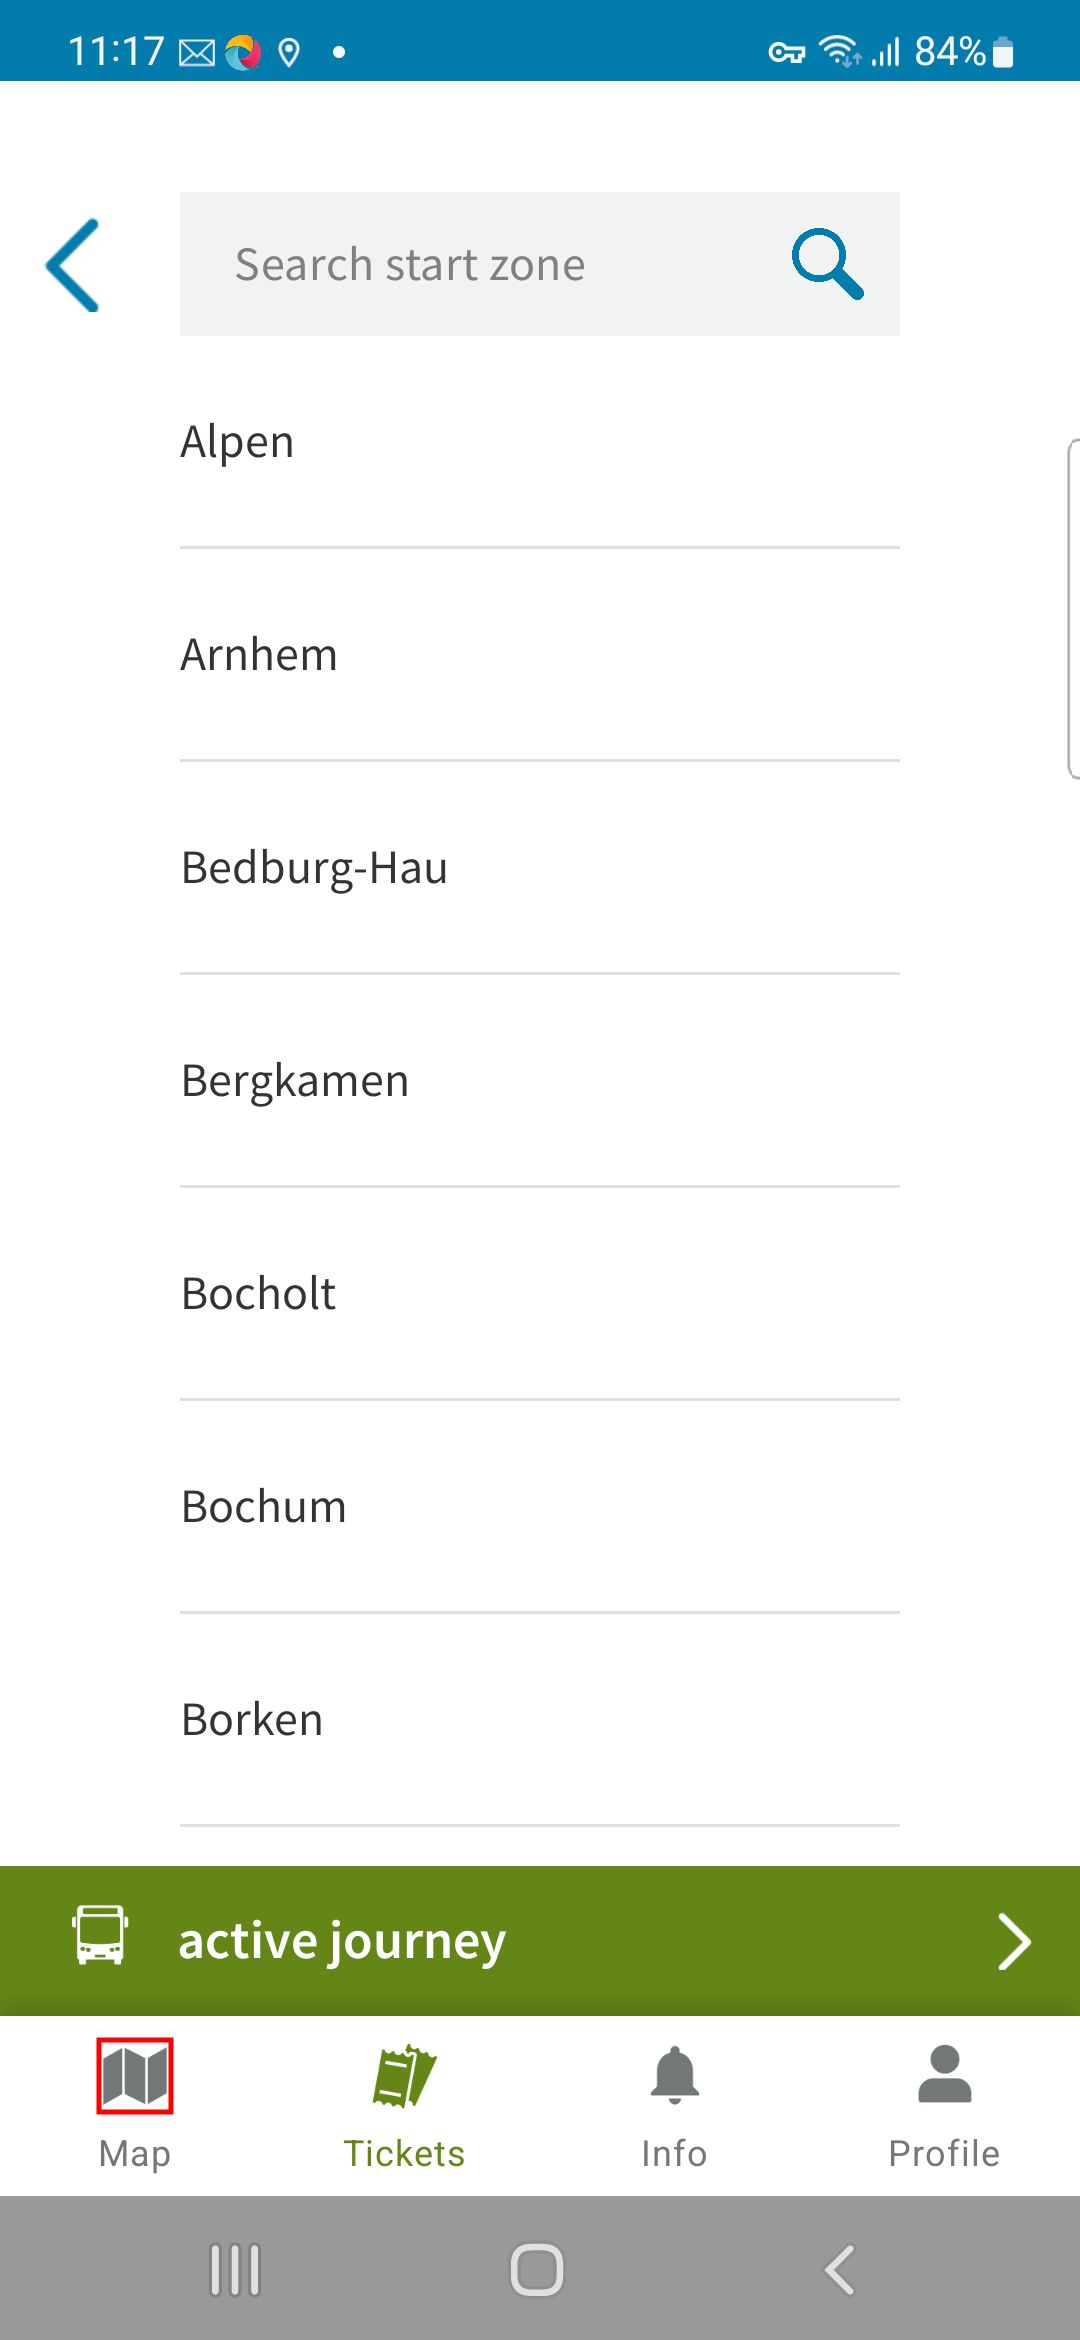 11:17
84%
Search start zone
Alpen
Arnhem
Bedburg-Hau
Bergkamen
Bocholt
Bochum
Borken
active journey
Map
Tickets
Info
Profile